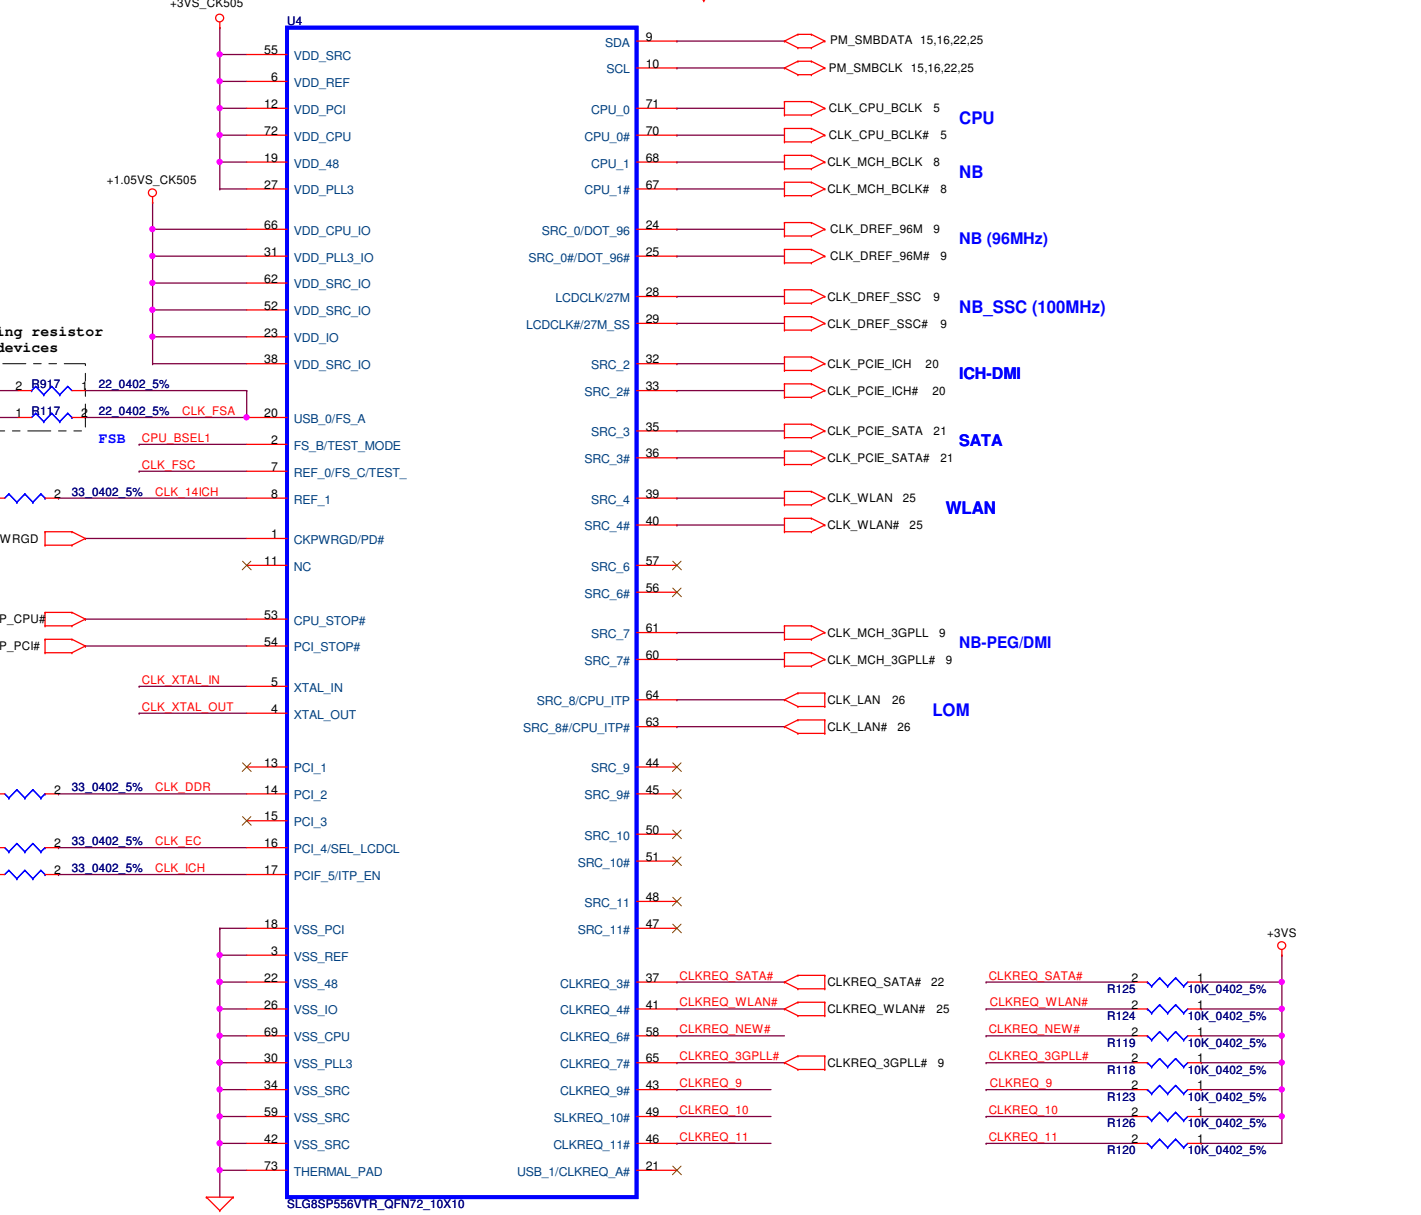 +3VS_CK505
U4
55 VDD_SRC
6 VDD_REF
12 VDD_PCI
72 VDD_CPU
19 VDD_48
27 VDD_PLL3
+1.05VS_CK505
66 VDD_CPU_IO
31 VDD_PLL3_IO
62 VDD_SRC_IO
52 VDD_SRC_IO
23 VDD_IO
38 VDD_SRC_IO
ing resistor
devices
2 R917 1 22_0402_5%
1 R117 2 22_0402_5% CLK_FSA 20 USB_0/FS_A
FSB CPU_BSEL1 2 FS_B/TEST_MODE
CLK_FSC 7 REF_0/FS_C/TEST_
2 33_0402_5% CLK_14ICH 8 REF_1
WRGD 1 CKPWRGD/PD#
11 NC
P_CPU# 53 CPU_STOP#
P_PCI# 54 PCI_STOP#
CLK_XTAL_IN 5 XTAL_IN
CLK_XTAL_OUT 4 XTAL_OUT
13 PCI_1
2 33_0402_5% CLK_DDR 14 PCI_2
15 PCI_3
2 33_0402_5% CLK_EC 16 PCI_4/SEL_LCDCL
2 33_0402_5% CLK_ICH 17 PCIF_5/ITP_EN
18 VSS_PCI
3 VSS_REF
22 VSS_48
26 VSS_IO
69 VSS_CPU
30 VSS_PLL3
34 VSS_SRC
59 VSS_SRC
42 VSS_SRC
73 THERMAL_PAD
SLG8SP556VTR_QFN72_10X10
SDA 9 PM_SMBDATA 15,16,22,25
SCL 10 PM_SMBCLK 15,16,22,25
CPU_0 71 CLK_CPU_BCLK 5
CPU
CPU_0# 70 CLK_CPU_BCLK# 5
CPU_1 68 CLK_MCH_BCLK 8
NB
CPU_1# 67 CLK_MCH_BCLK# 8
SRC_0/DOT_96 24 CLK_DREF_96M 9
NB (96MHz)
SRC_0#/DOT_96# 25 CLK_DREF_96M# 9
LCDCLK/27M 28 CLK_DREF_SSC 9
NB_SSC (100MHz)
LCDCLK#/27M_SS 29 CLK_DREF_SSC# 9
SRC_2 32 CLK_PCIE_ICH 20
ICH-DMI
SRC_2# 33 CLK_PCIE_ICH# 20
SRC_3 35 CLK_PCIE_SATA 21
SATA
SRC_3# 36 CLK_PCIE_SATA# 21
SRC_4 39 CLK_WLAN 25
WLAN
SRC_4# 40 CLK_WLAN# 25
SRC_6 57
SRC_6# 56
SRC_7 61 CLK_MCH_3GPLL 9
NB-PEG/DMI
SRC_7# 60 CLK_MCH_3GPLL# 9
SRC_8/CPU_ITP 64 CLK_LAN 26
LOM
SRC_8#/CPU_ITP# 63 CLK_LAN# 26
SRC_9 44
SRC_9# 45
SRC_10 50
SRC_10# 51
SRC_11 48
SRC_11# 47
CLKREQ_3# 37 CLKREQ_SATA# CLKREQ_SATA# 22
CLKREQ_4# 41 CLKREQ_WLAN# CLKREQ_WLAN# 25
CLKREQ_6# 58 CLKREQ_NEW#
CLKREQ_7# 65 CLKREQ_3GPLL# CLKREQ_3GPLL# 9
CLKREQ_9# 43 CLKREQ_9
SLKREQ_10# 49 CLKREQ_10
CLKREQ_11# 46 CLKREQ_11
USB_1/CLKREQ_A# 21
+3VS
CLKREQ_SATA# 2 1
R125 10K_0402_5%
CLKREQ_WLAN# 2 1
R124 10K_0402_5%
CLKREQ_NEW# 2 1
R119 10K_0402_5%
CLKREQ_3GPLL# 2 1
R118 10K_0402_5%
CLKREQ_9 2 1
R123 10K_0402_5%
CLKREQ_10 2 1
R126 10K_0402_5%
CLKREQ_11 2 1
R120 10K_0402_5%